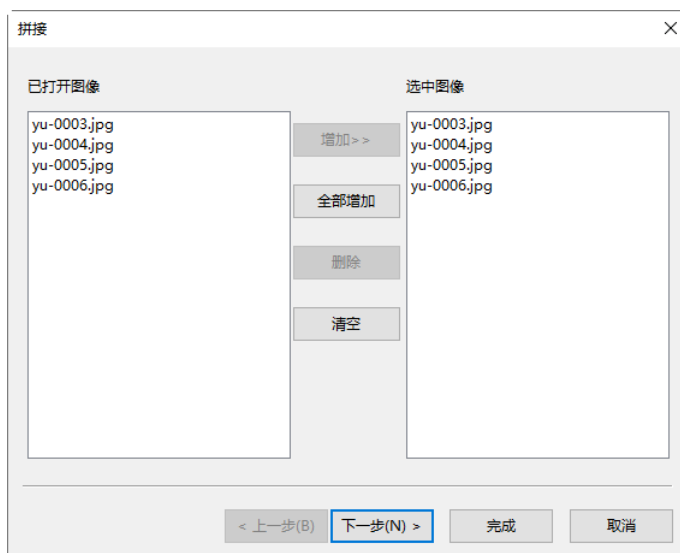 拼接
已打开图像
选中图像
yu-0003.jpg
yu-0004.jpg
yu-0005.jpg
yu-0006.jpg
增加>>
全部增加
删除
清空
yu-0003.jpg
yu-0004.jpg
yu-0005.jpg
yu-0006.jpg
< 上一步(B)
下一步(N) >
完成
取消